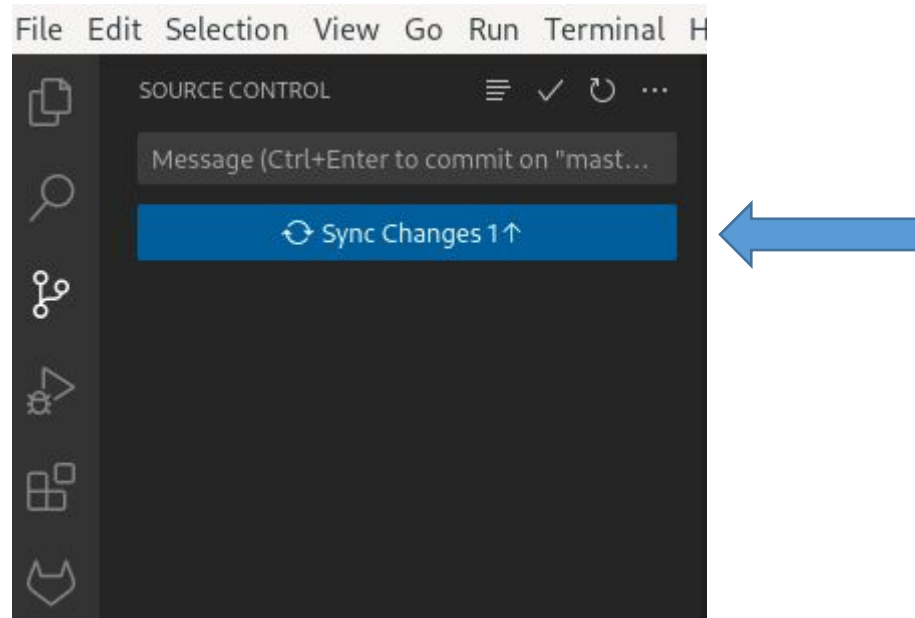 File Edit Selection View Go Run Terminal H
SOURCE CONTROL
Message (Ctrl+Enter to commit on "mast...
Sync Changes 1↑